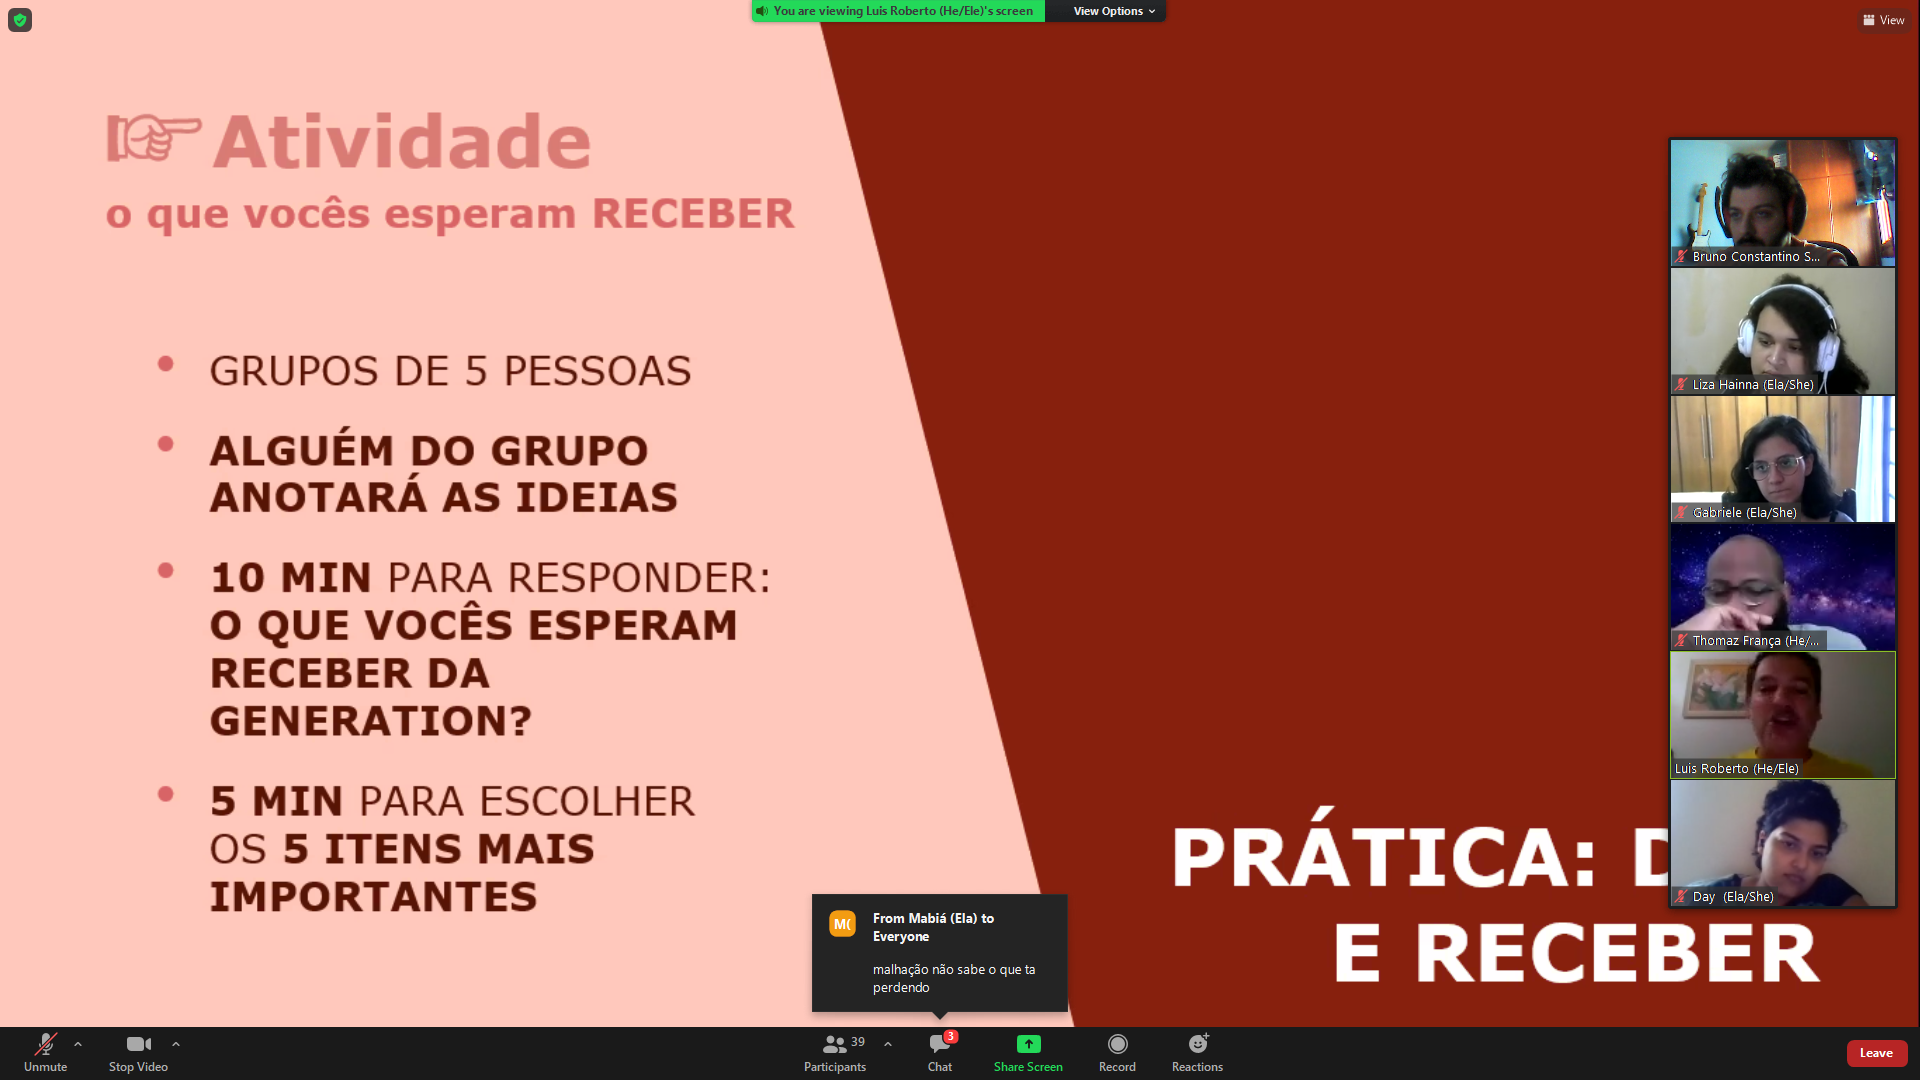 You are viewing Luis Roberto (He/Ele)'s screen
View Options
View
Atividade
o que vocês esperam RECEBER
• GRUPOS DE 5 PESSOAS
• ALGUÉM DO GRUPO
ANOTARÁ AS IDEIAS
• 10 MIN PARA RESPONDER:
O QUE VOCÊS ESPERAM
RECEBER DA
GENERATION?
• 5 MIN PARA ESCOLHER
OS 5 ITENS MAIS
IMPORTANTES
PRÁTICA: D
E RECEBER
Bruno Constantino S...
Liza Hainna (Ela/She)
Gabriele (Ela/She)
Thomaz França (He/...
Luis Roberto (He/Ele)
Day (Ela/She)
M(
From Mabiá (Ela) to
Everyone
malhação não sabe o que ta
perdendo
Unmute
Stop Video
39
Participants
3
Chat
Share Screen
Record
Reactions
Leave